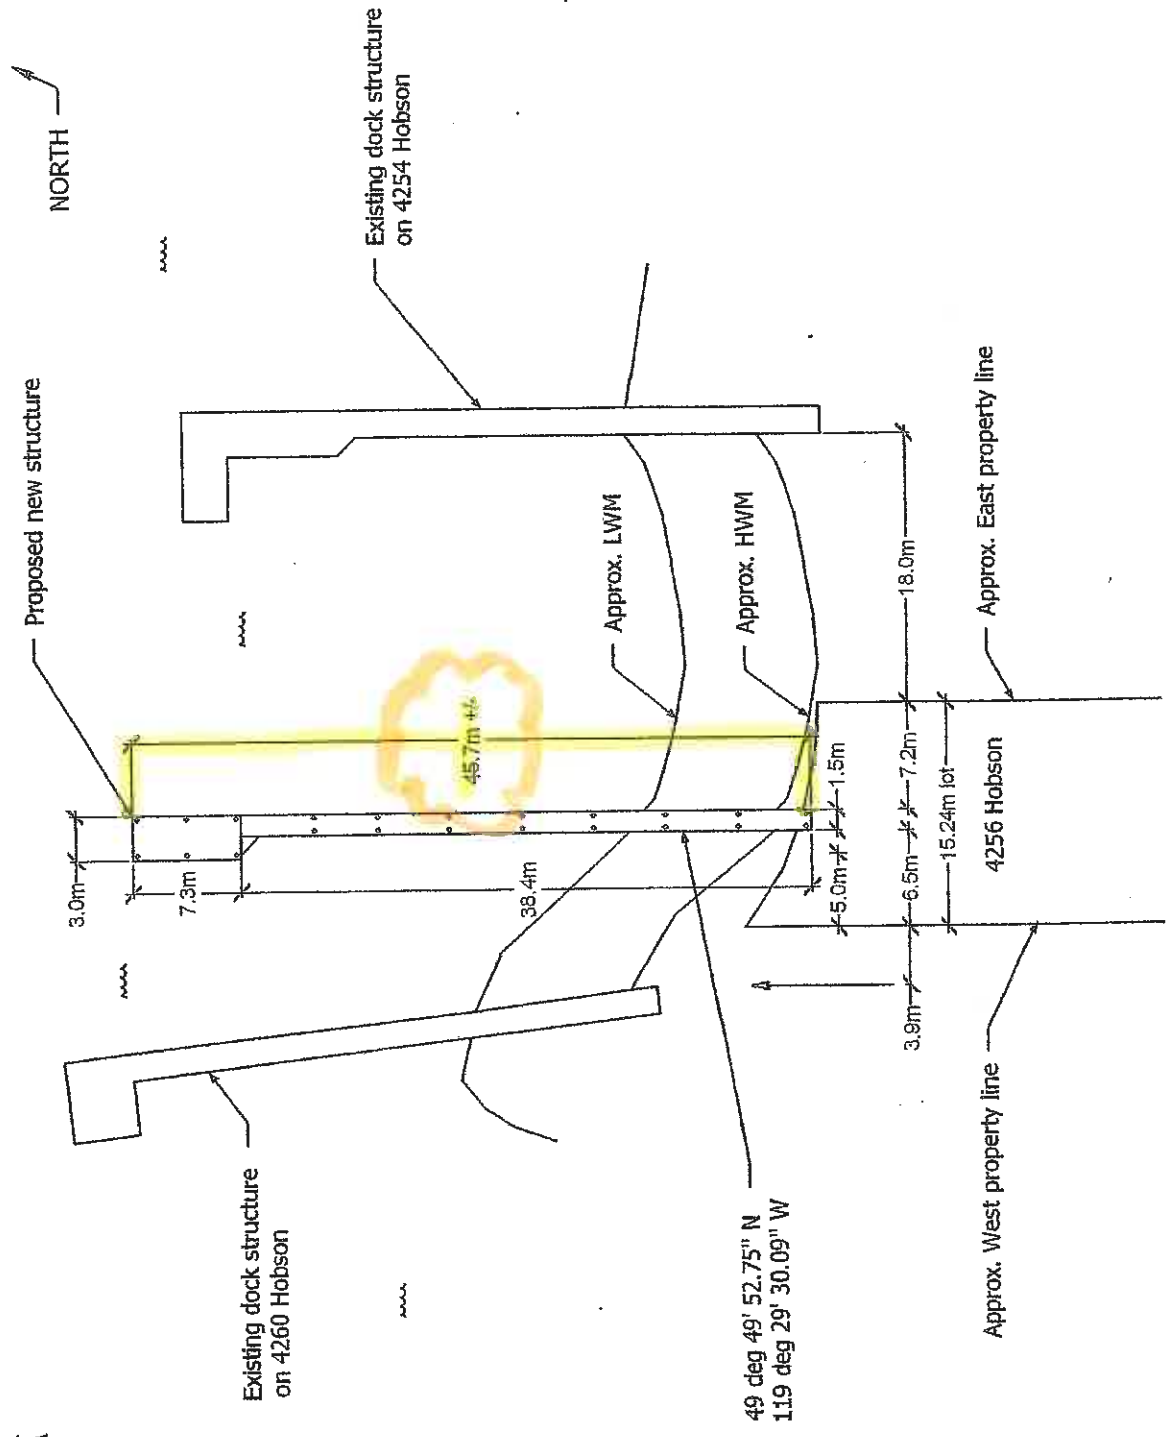 NORTH
Existing dock structure
on 4254 Hobson
Proposed new structure
3.0m
7.3m
45.7m +/-
38.4m
Approx. LWM
Approx. HWM
18.0m
Approx. East property line
1.5m
7.2m
5.0m
6.5m
15.24m lot
4256 Hobson
3.9m
Existing dock structure
on 4260 Hobson
49 deg 49' 52.75" N
119 deg 29' 30.09" W
Approx. West property line